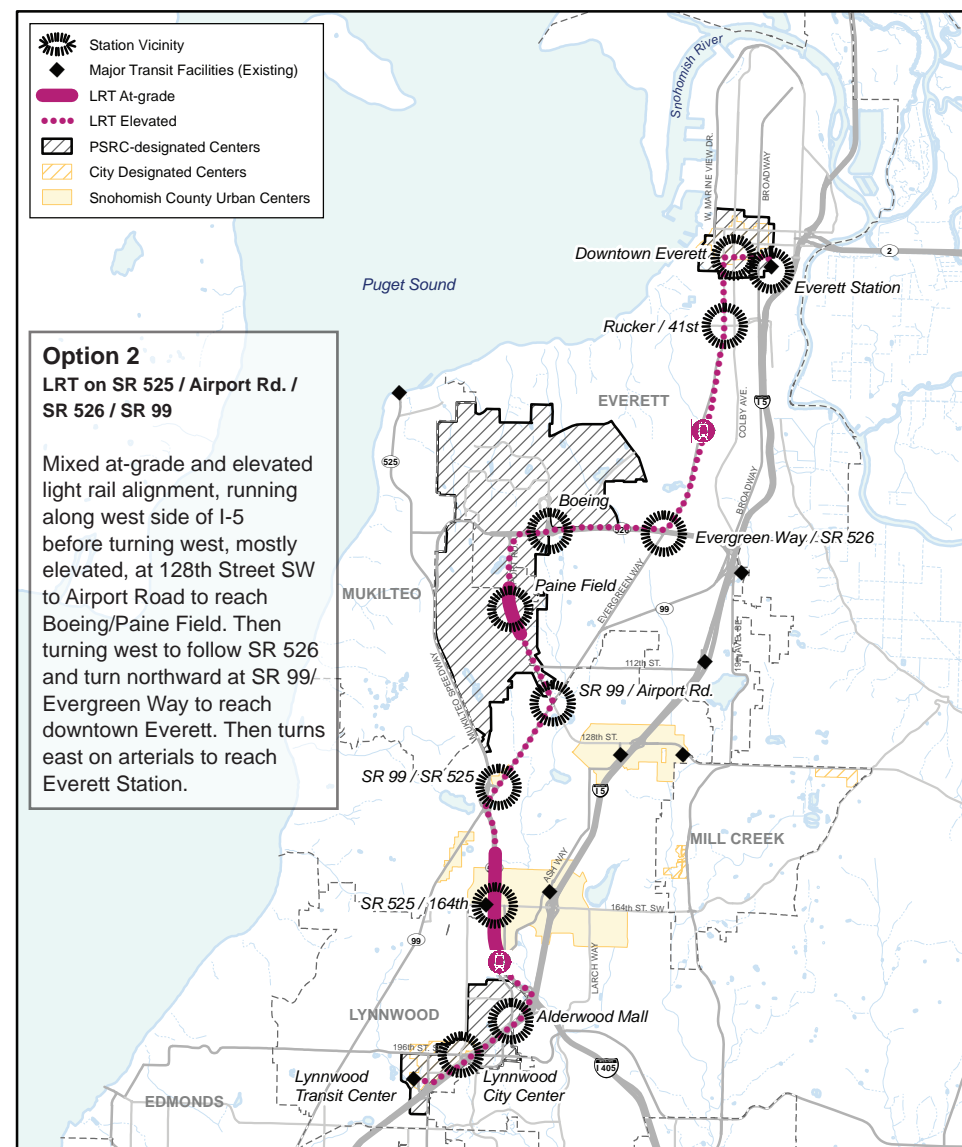 Station Vicinity
Major Transit Facilities (Existing)
LRT At-grade
LRT Elevated
PSRC-designated Centers
City Designated Centers
Snohomish County Urban Centers
Snohomish River
W. MARINE VIEW DR.
BROADWAY
2
Downtown Everett
Everett Station
Puget Sound
Rucker / 41st
Option 2
LRT on SR 525 / Airport Rd. /
SR 526 / SR 99
Mixed at-grade and elevated
light rail alignment, running
along west side of I-5
before turning west, mostly
elevated, at 128th Street SW
to Airport Road to reach
Boeing/Paine Field. Then
turning west to follow SR 526
and turn northward at SR 99/
Evergreen Way to reach
downtown Everett. Then turns
east on arterials to reach
Everett Station.
EVERETT
I 5
COLBY AVE.
525
BROADWAY
Boeing
526
Evergreen Way / SR 526
Paine Field
MUKILTEO
EVERGREEN WAY
99
19th AVE. SE
112th ST.
MUKILTEO SPEEDWAY
SR 99 / Airport Rd.
128th ST.
SR 99 / SR 525
I 5
MILL CREEK
ASH WAY
SR 525 / 164th
164th ST. SW
99
LARCH WAY
LYNNWOOD
Alderwood Mall
196th ST.
Lynnwood
Transit Center
Lynnwood
City Center
I 405
EDMONDS